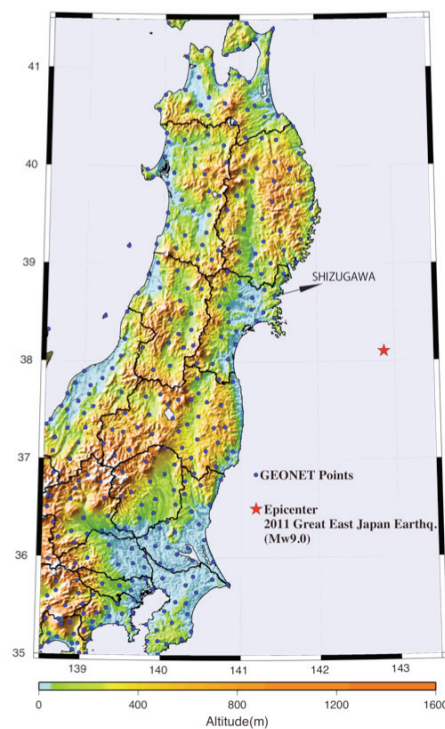 41
40
39
SHIZUGAWA
38
37
GEONET Points
Epicenter
2011 Great East Japan Earthq.
(Mw9.0)
36
35
139 140 141 142 143
0 400 800 1200 1600
Altitude(m)